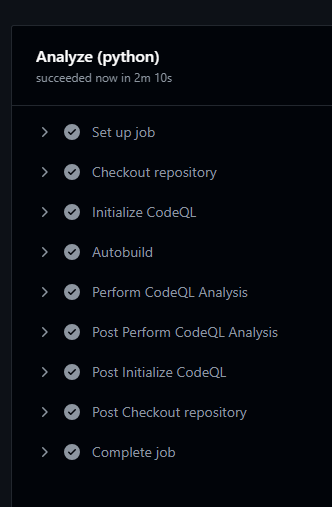 Analyze (python)
succeeded now in 2m 10s
Set up job
Checkout repository
Initialize CodeQL
Autobuild
Perform CodeQL Analysis
Post Perform CodeQL Analysis
Post Initialize CodeQL
Post Checkout repository
Complete job